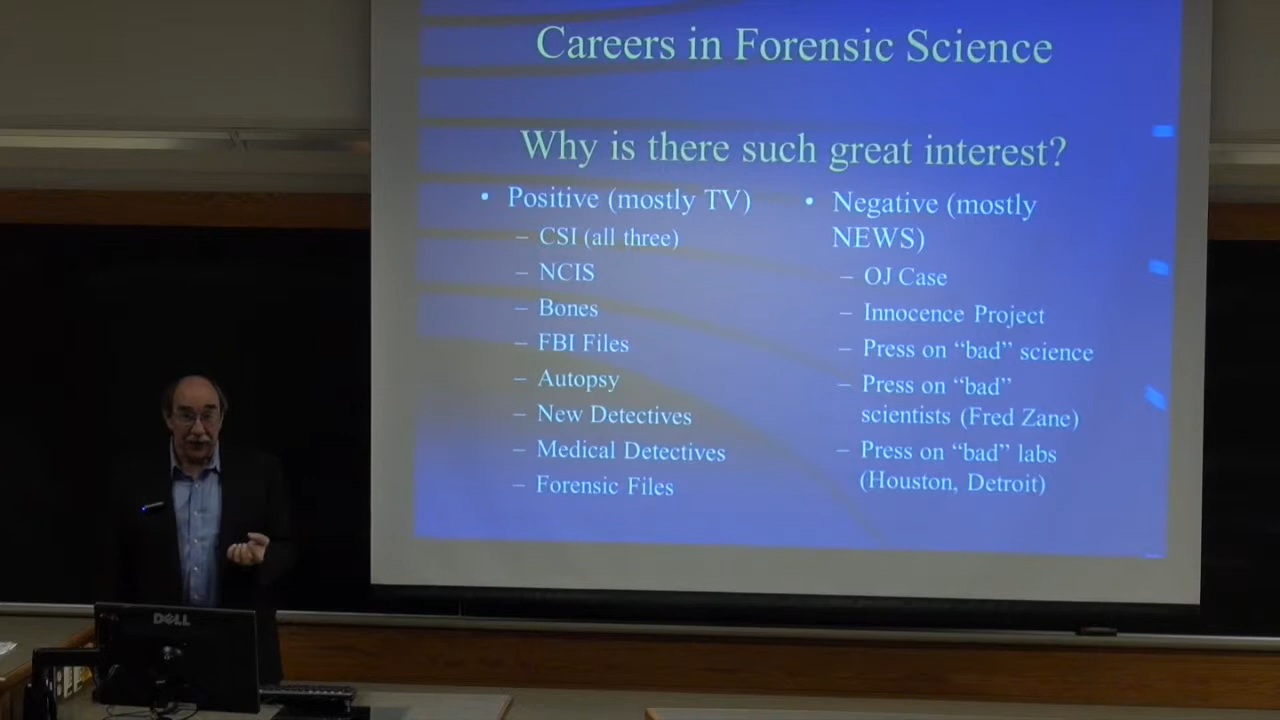 Careers in Forensic Science
Why is there such great interest?
• Positive (mostly TV)
– CSI (all three)
– NCIS
– Bones
– FBI Files
– Autopsy
– New Detectives
– Medical Detectives
– Forensic Files
• Negative (mostly
NEWS)
– OJ Case
– Innocence Project
– Press on “bad” science
– Press on “bad”
scientists (Fred Zane)
– Press on “bad” labs
(Houston, Detroit)
DELL